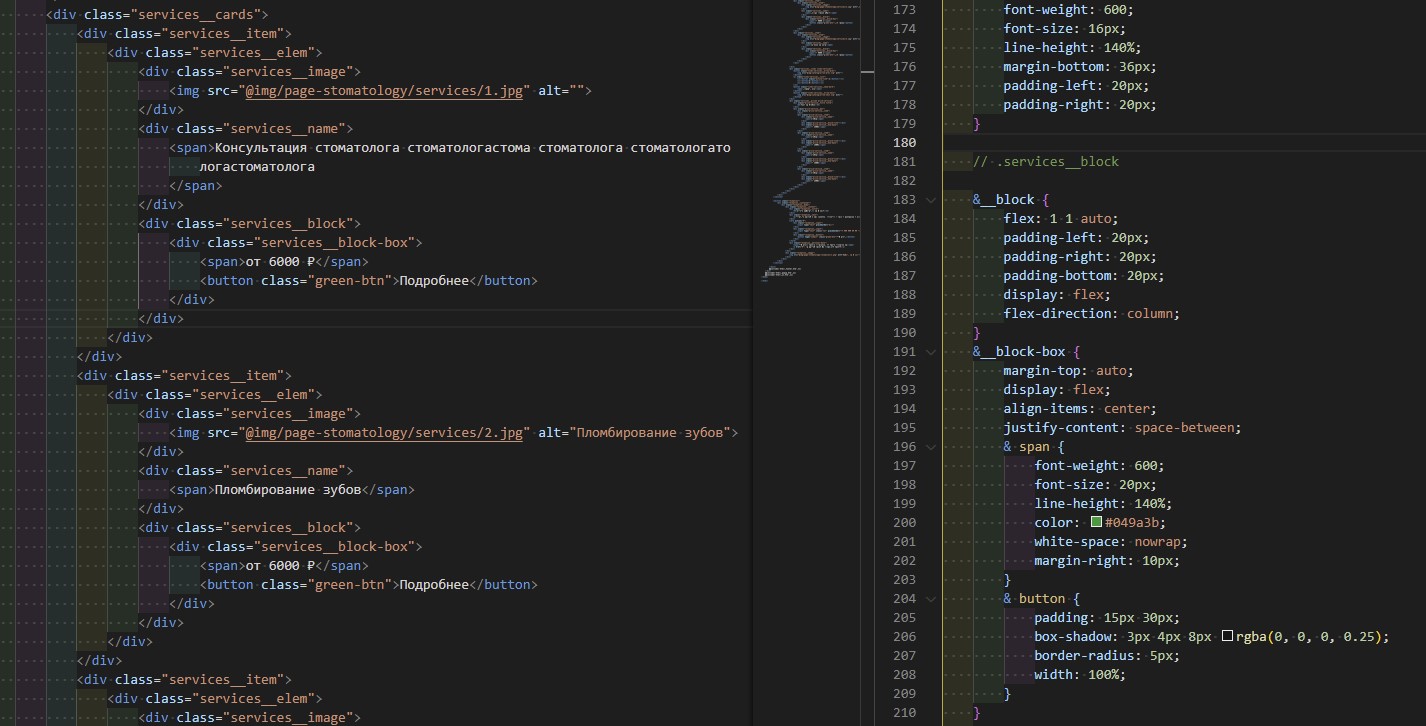 <div class="services__cards">
<div class="services__item">
<div class="services__elem">
<div class="services__image">
<img src="@img/page-stomatology/services/1.jpg" alt="">
</div>
<div class="services__name">
<span>Консультация стоматолога стоматологастома стоматолога стоматологато
логастоматолога
</span>
</div>
<div class="services__block">
<div class="services__block-box">
<span>от 6000 ₽</span>
<button class="green-btn">Подробнее</button>
</div>
</div>
</div>
</div>
<div class="services__item">
<div class="services__elem">
<div class="services__image">
<img src="@img/page-stomatology/services/2.jpg" alt="Пломбирование зубов">
</div>
<div class="services__name">
<span>Пломбирование зубов</span>
</div>
<div class="services__block">
<div class="services__block-box">
<span>от 6000 ₽</span>
<button class="green-btn">Подробнее</button>
</div>
</div>
</div>
</div>
<div class="services__item">
<div class="services__elem">
<div class="services__image">
173 font-weight: 600;
174 font-size: 16px;
175 line-height: 140%;
176 margin-bottom: 36px;
177 padding-left: 20px;
178 padding-right: 20px;
179 }
180
181 // .services__block
182
183 &__block {
184 flex: 1 1 auto;
185 padding-left: 20px;
186 padding-right: 20px;
187 padding-bottom: 20px;
188 display: flex;
189 flex-direction: column;
190 }
191 &__block-box {
192 margin-top: auto;
193 display: flex;
194 align-items: center;
195 justify-content: space-between;
196 & span {
197 font-weight: 600;
198 font-size: 20px;
199 line-height: 140%;
200 color: #049a3b;
201 white-space: nowrap;
202 margin-right: 10px;
203 }
204 & button {
205 padding: 15px 30px;
206 box-shadow: 3px 4px 8px rgba(0, 0, 0, 0.25);
207 border-radius: 5px;
208 width: 100%;
209 }
210 }